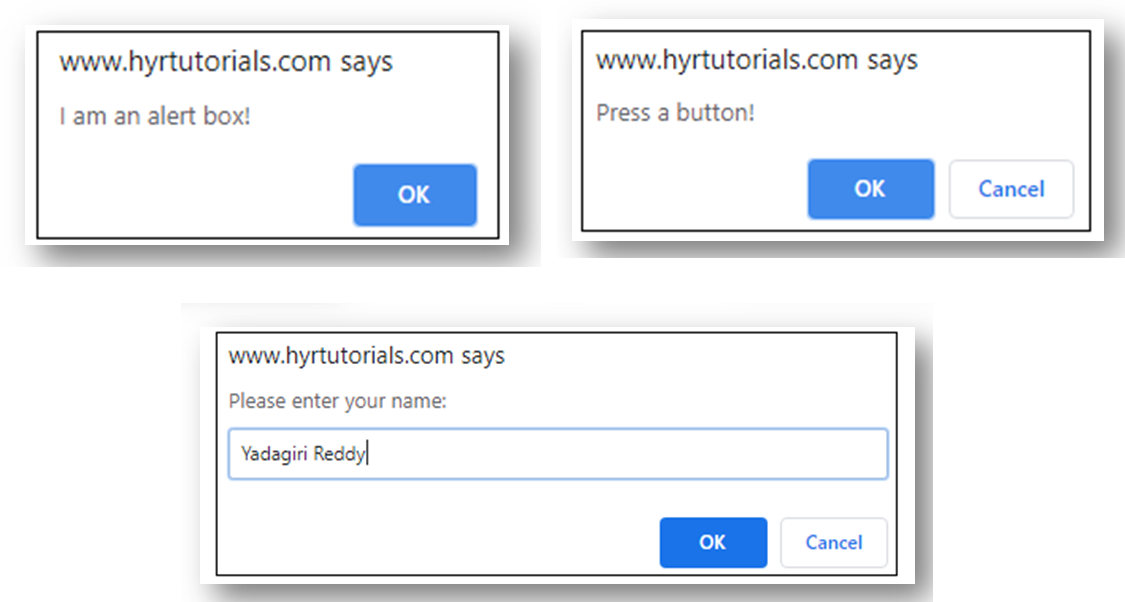 www.hyrtutorials.com says
I am an alert box!
OK
www.hyrtutorials.com says
Press a button!
OK Cancel
www.hyrtutorials.com says
Please enter your name:
Yadagiri Reddy
OK Cancel